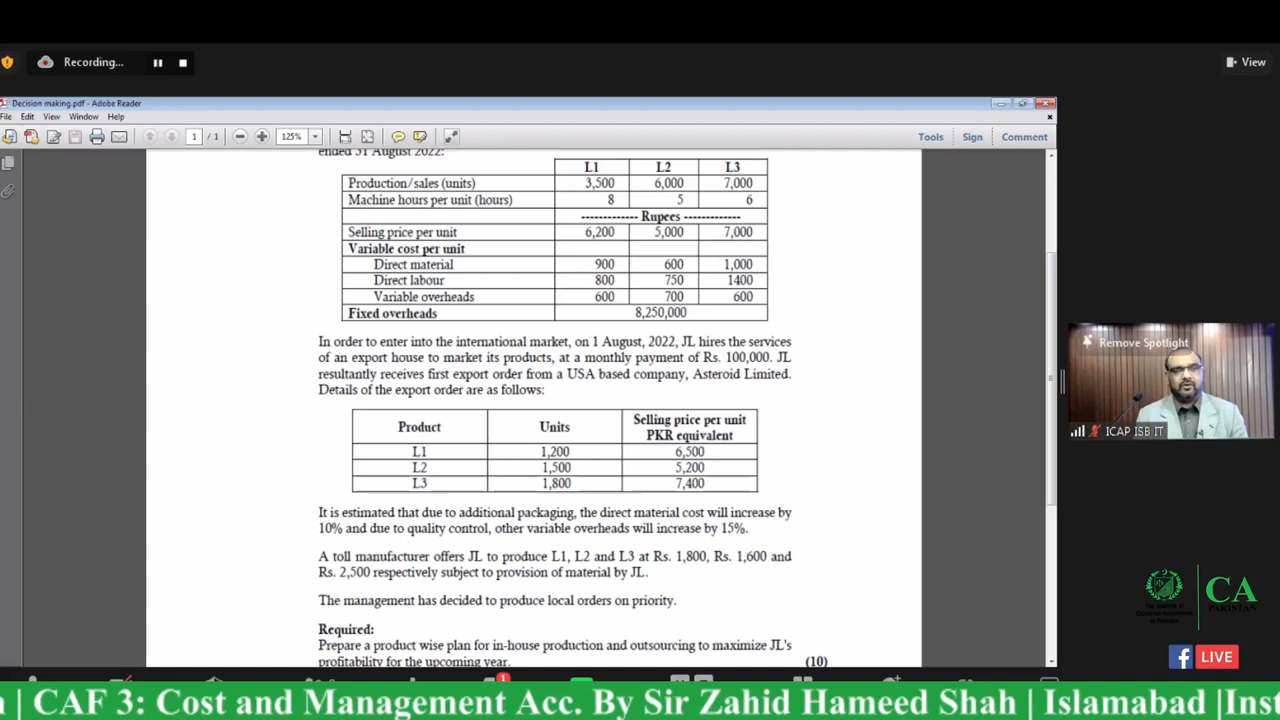 Recording...
View
Decision making.pdf - Adobe Reader
File Edit View Window Help
1 / 1 125% Tools Sign Comment
ended 31 August 2022:
L1 L2 L3
Production/sales (units) 3,500 6,000 7,000
Machine hours per unit (hours) 8 5 6
------------- Rupees -------------
Selling price per unit 6,200 5,000 7,000
Variable cost per unit
Direct material 900 600 1,000
Direct labour 800 750 1400
Variable overheads 600 700 600
Fixed overheads 8,250,000
In order to enter into the international market, on 1 August, 2022, JL hires the services
of an export house to market its products, at a monthly payment of Rs. 100,000. JL
resultantly receives first export order from a USA based company, Asteroid Limited.
Details of the export order are as follows:
Product Units Selling price per unit
PKR equivalent
L1 1,200 6,500
L2 1,500 5,200
L3 1,800 7,400
It is estimated that due to additional packaging, the direct material cost will increase by
10% and due to quality control, other variable overheads will increase by 15%.
A toll manufacturer offers JL to produce L1, L2 and L3 at Rs. 1,800, Rs. 1,600 and
Rs. 2,500 respectively subject to provision of material by JL.
The management has decided to produce local orders on priority.
Required:
Prepare a product wise plan for in-house production and outsourcing to maximize JL's
profitability for the upcoming year. (10)
Remove Spotlight
ICAP ISB IT
CA
PAKISTAN
The Institute of
Chartered Accountants
of Pakistan
f LIVE
1
| CAF 3: Cost and Management Acc. By Sir Zahid Hameed Shah | Islamabad |Ins